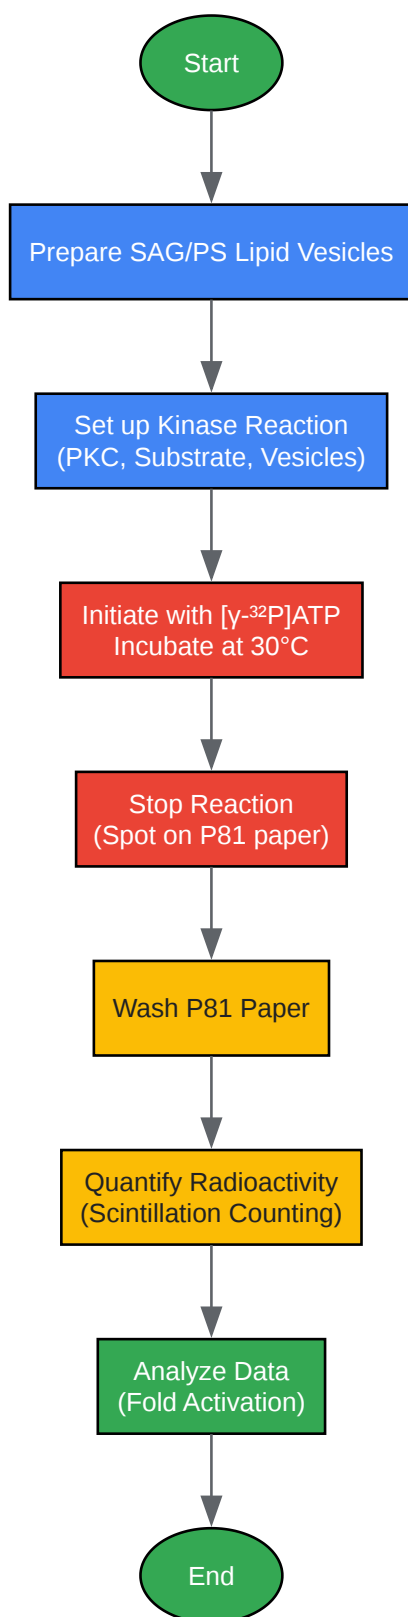 Start
Prepare SAG/PS Lipid Vesicles
Set up Kinase Reaction
(PKC, Substrate, Vesicles)
Initiate with [γ-³²P]ATP
Incubate at 30°C
Stop Reaction
(Spot on P81 paper)
Wash P81 Paper
Quantify Radioactivity
(Scintillation Counting)
Analyze Data
(Fold Activation)
End